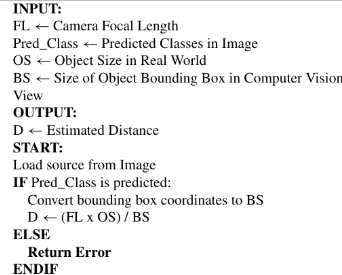 INPUT:
FL ← Camera Focal Length
Pred_Class ← Predicted Classes in Image
OS ← Object Size in Real World
BS ← Size of Object Bounding Box in Computer Vision
View
OUTPUT:
D ← Estimated Distance
START:
Load source from Image
IF Pred_Class is predicted:
Convert bounding box coordinates to BS
D ← (FL x OS) / BS
ELSE
Return Error
ENDIF